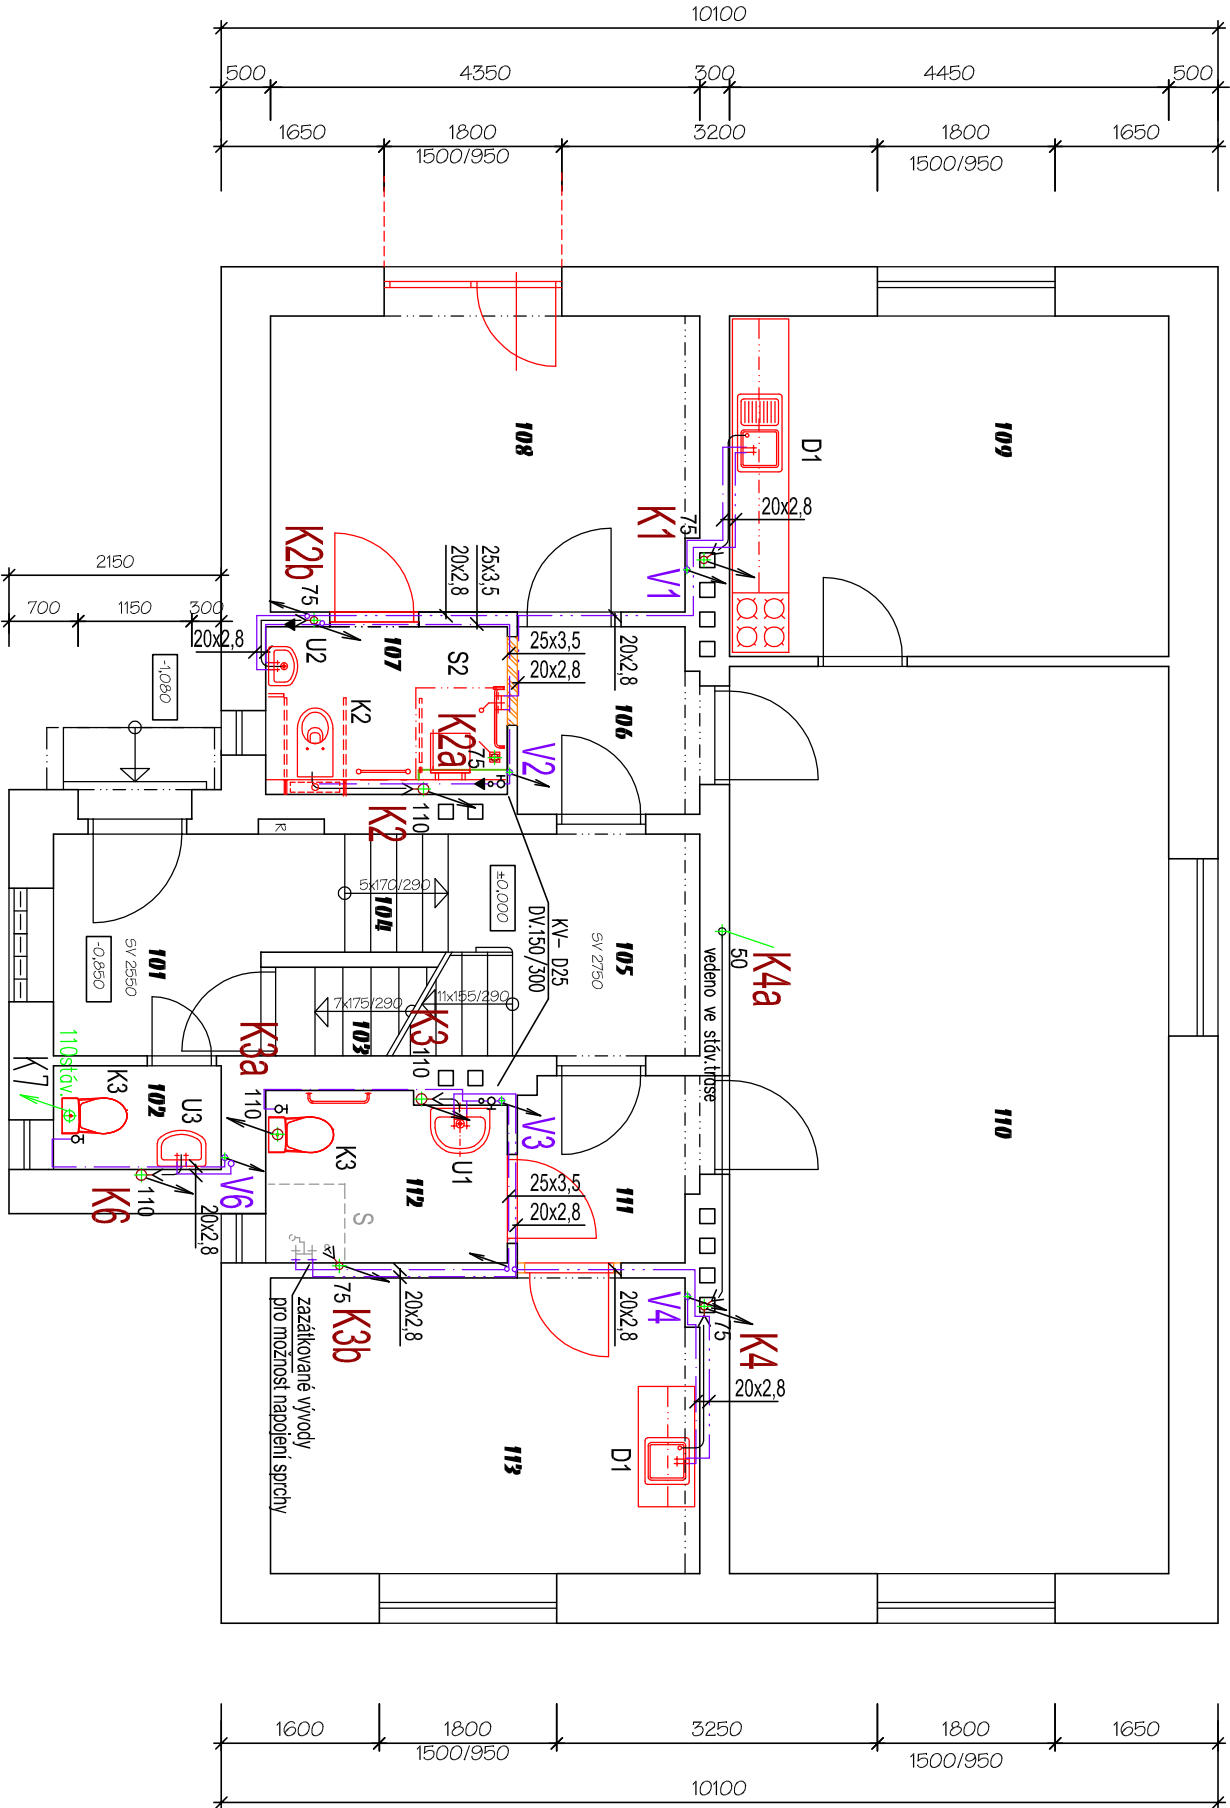 10100
500
4350
300
4450
500
1650
1800
1500/950
3200
1800
1500/950
1650
108
109
D1
20x2,8
K1
75
V1
2150
700
1150
300
20x2,8
K2b
75
U2
25x3,5
20x2,8
107
S2
25x3,5
20x2,8
20x2,8
106
-1,080
K2
K2a
75
V2
110
K2
R
5x170/290
104
±0,000
KV- D25
DV.150/300
SV 2750
105
vedeno ve stáv.trase
50
K4a
101
SV 2550
-0,850
7x175/290
11x155/290
103
K3
110
K3a
110
110stáv.
K7
K3
102
U3
V6
K6
110
20x2,8
K3
U1
V3
112
25x3,5
20x2,8
111
110
S
75
K3b
20x2,8
20x2,8
V4
75
K4
20x2,8
zazátkované vývody
pro možnost napojení sprchy
113
D1
1600
1800
1500/950
3250
1800
1500/950
1650
10100